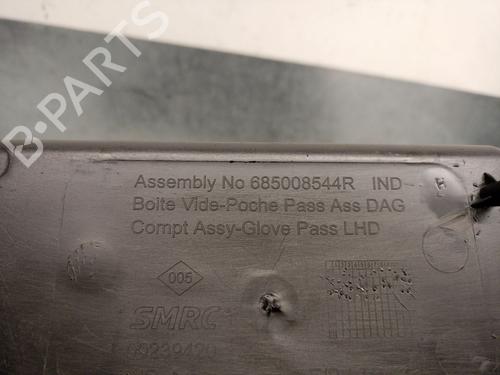 B-PARTS
Assembly No 685008544R IND
Boite Vide-Poche Pass Ass DAG
Compt Assy-Glove Pass LHD
005
SMRC